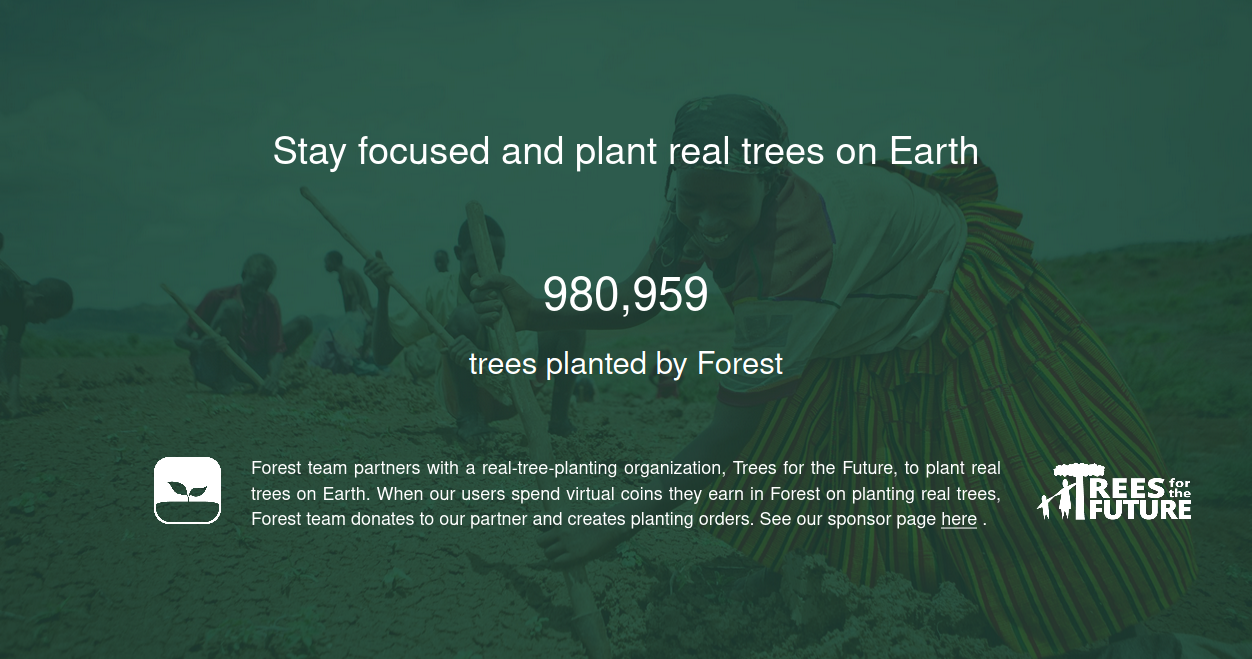 Stay focused and plant real trees on Earth
980,959
trees planted by Forest
Forest team partners with a real-tree-planting organization, Trees for the Future, to plant real
trees on Earth. When our users spend virtual coins they earn in Forest on planting real trees,
Forest team donates to our partner and creates planting orders. See our sponsor page here .
TREES for
the
FUTURE